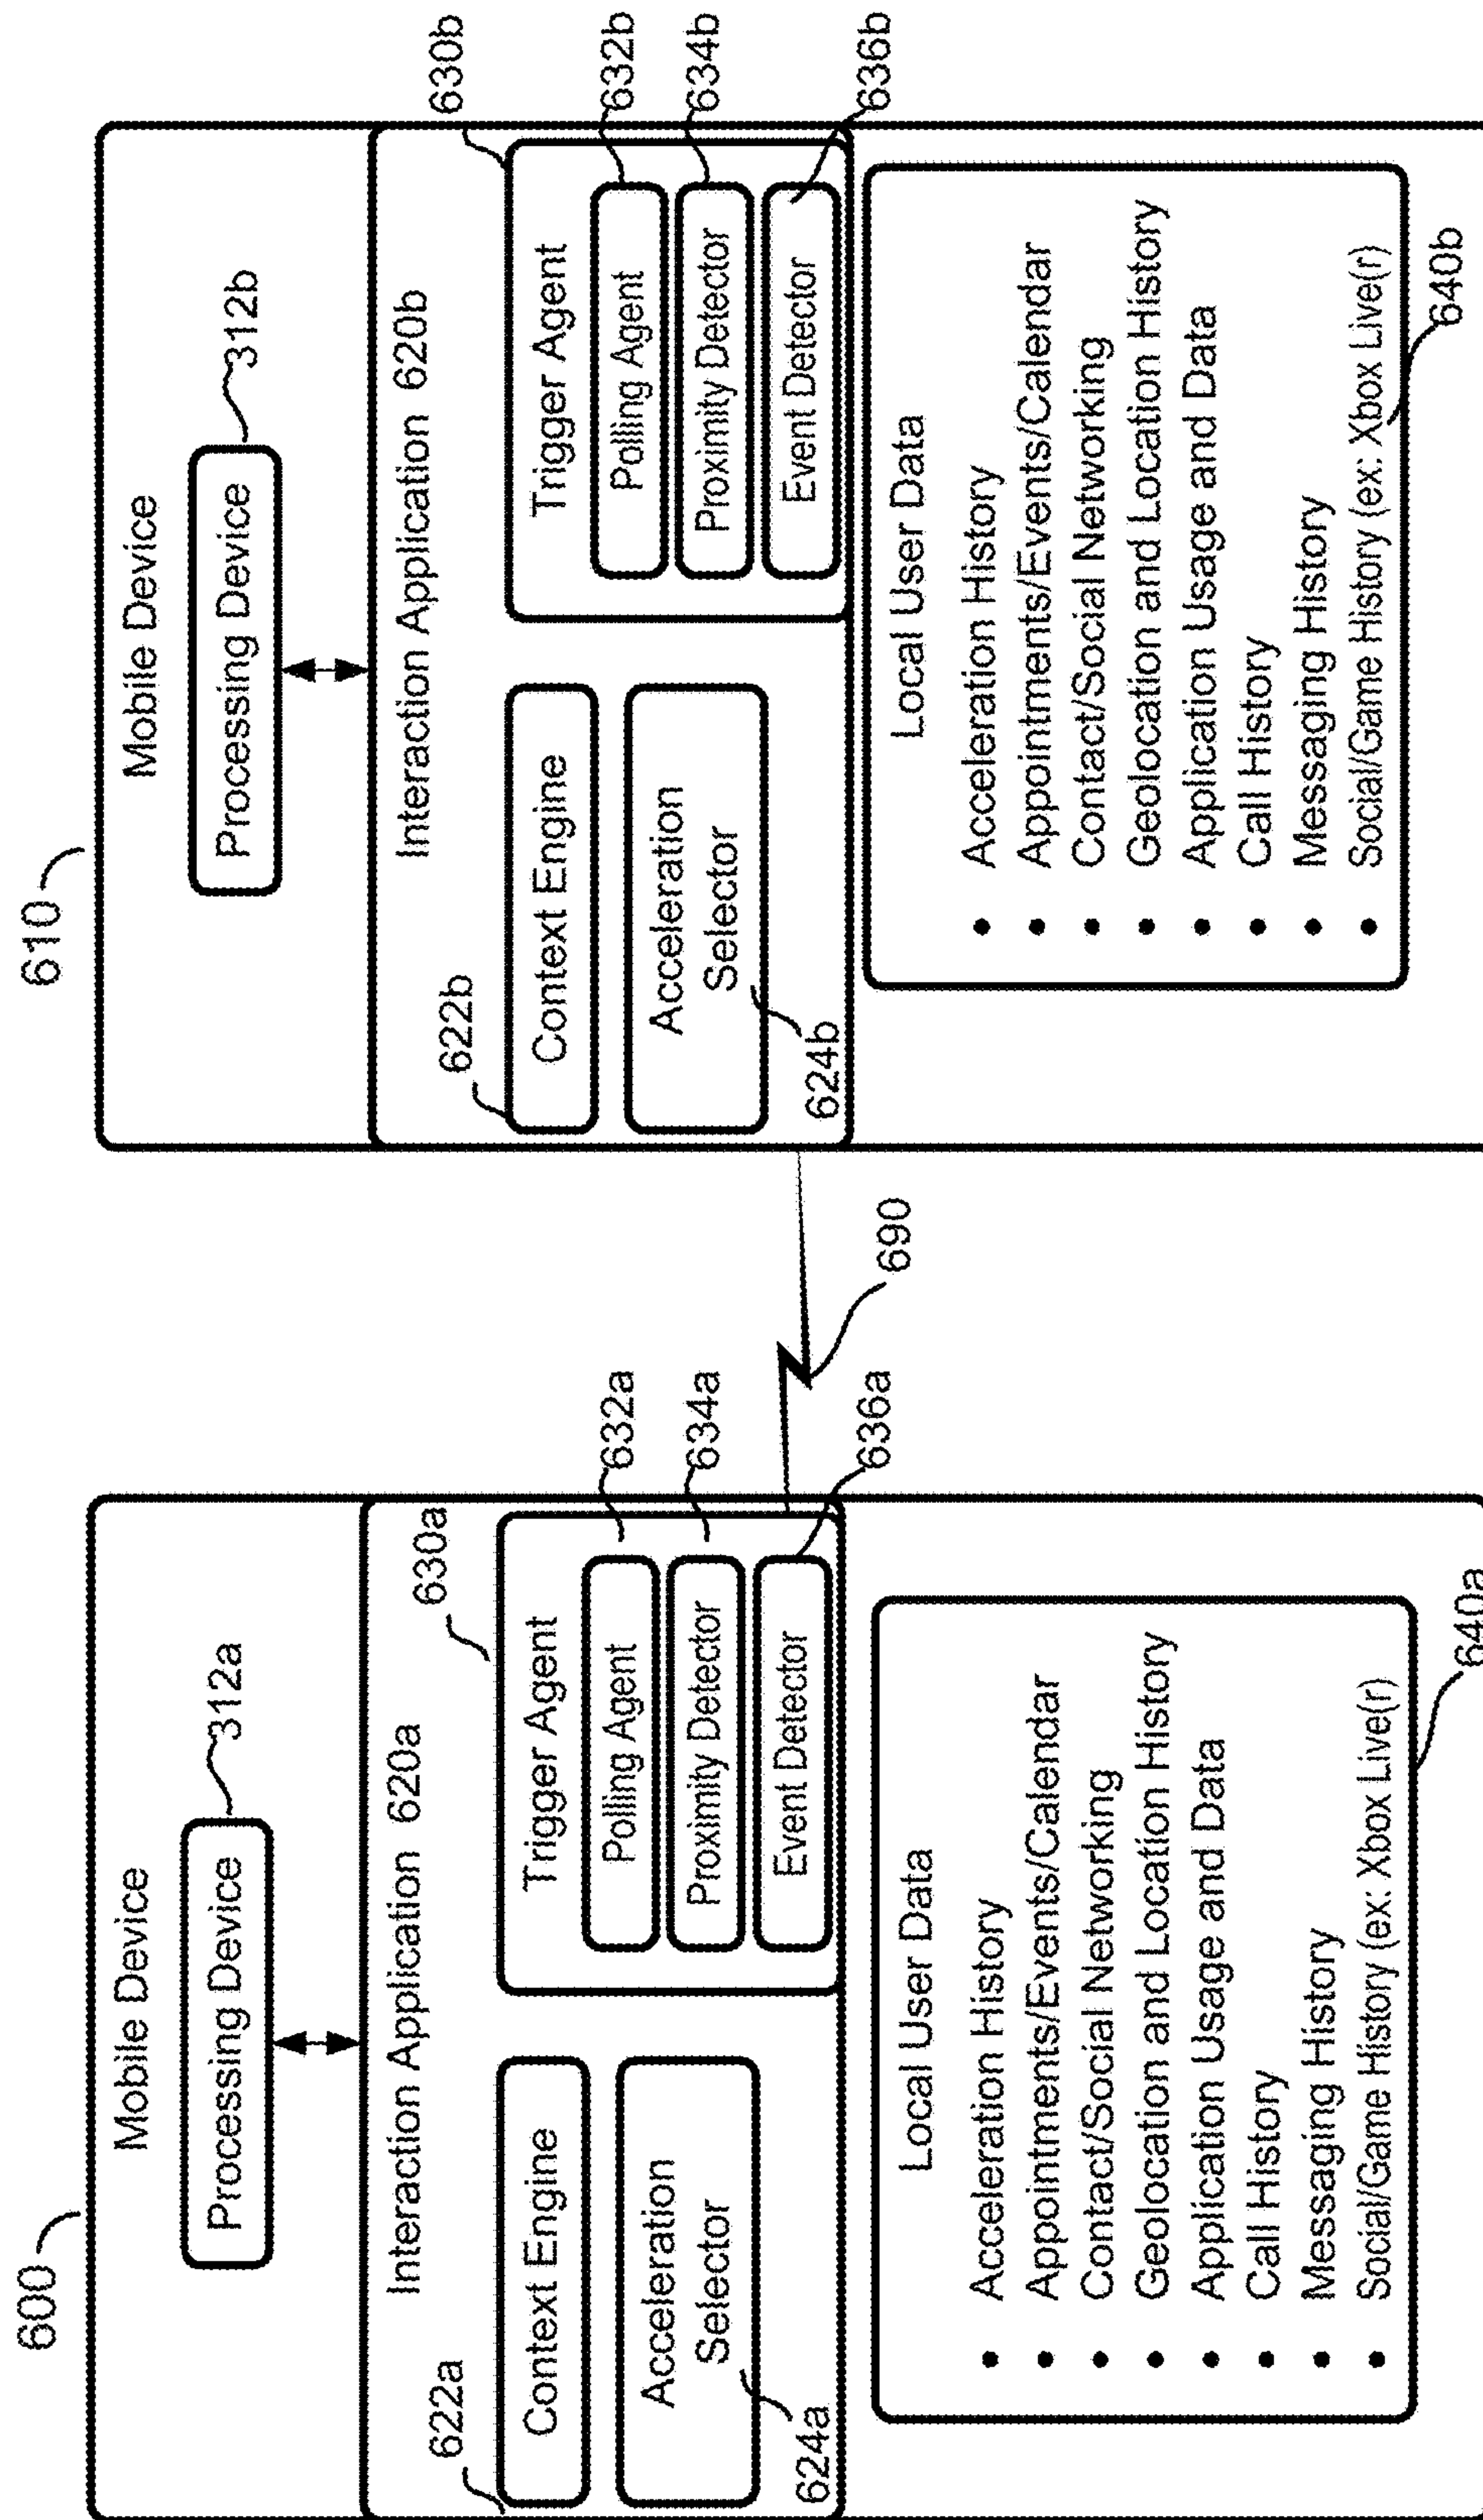 600
Mobile Device
Processing Device
312a
Interaction Application 620a
622a
Context Engine
Acceleration
Selector
624a
630a
Trigger Agent
Polling Agent
632a
Proximity Detector
634a
Event Detector
636a
Local User Data
• Acceleration History
• Appointments/Events/Calendar
• Contact/Social Networking
• Geolocation and Location History
• Application Usage and Data
• Call History
• Messaging History
• Social/Game History (ex: Xbox Live(r)
640a
690
610
Mobile Device
Processing Device
312b
Interaction Application 620b
622b
Context Engine
Acceleration
Selector
624b
630b
Trigger Agent
Polling Agent
632b
Proximity Detector
634b
Event Detector
636b
Local User Data
• Acceleration History
• Appointments/Events/Calendar
• Contact/Social Networking
• Geolocation and Location History
• Application Usage and Data
• Call History
• Messaging History
• Social/Game History (ex: Xbox Live(r)
640b